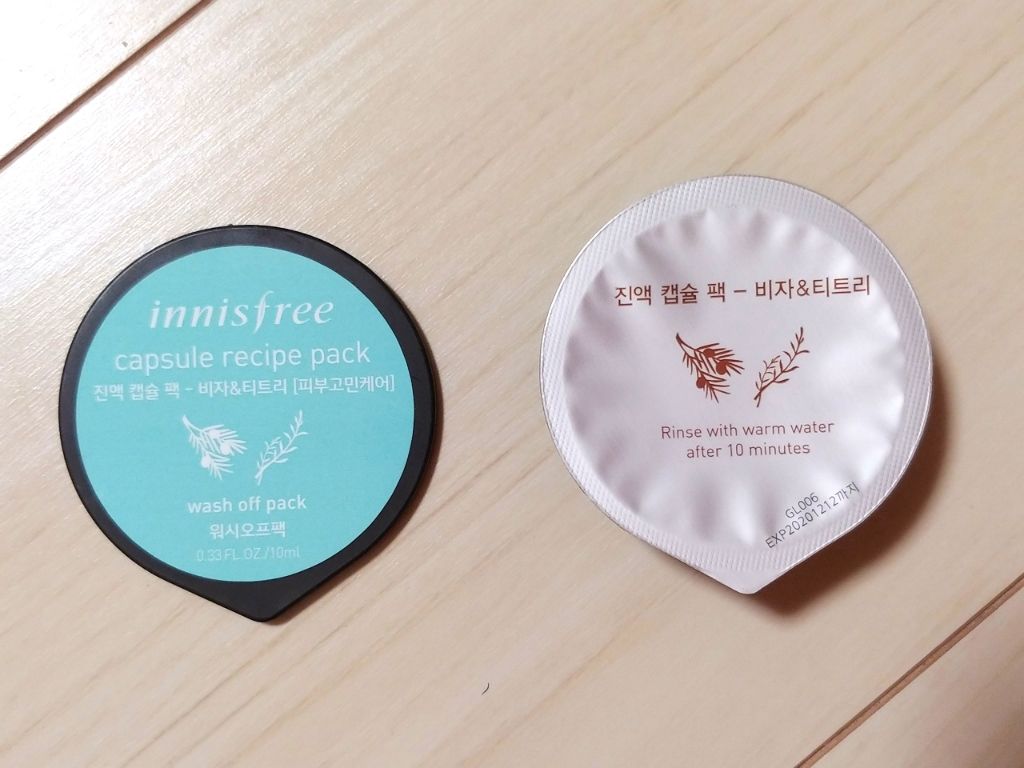 innisfree
capsule recipe pack
진액 캡슐 팩 - 비자&티트리 [피부고민케어]
wash off pack
워시오프팩
0.33 FL.OZ./10ml
진액 캡슐 팩 - 비자&티트리
Rinse with warm water
after 10 minutes
GL006
EXP20201212까지